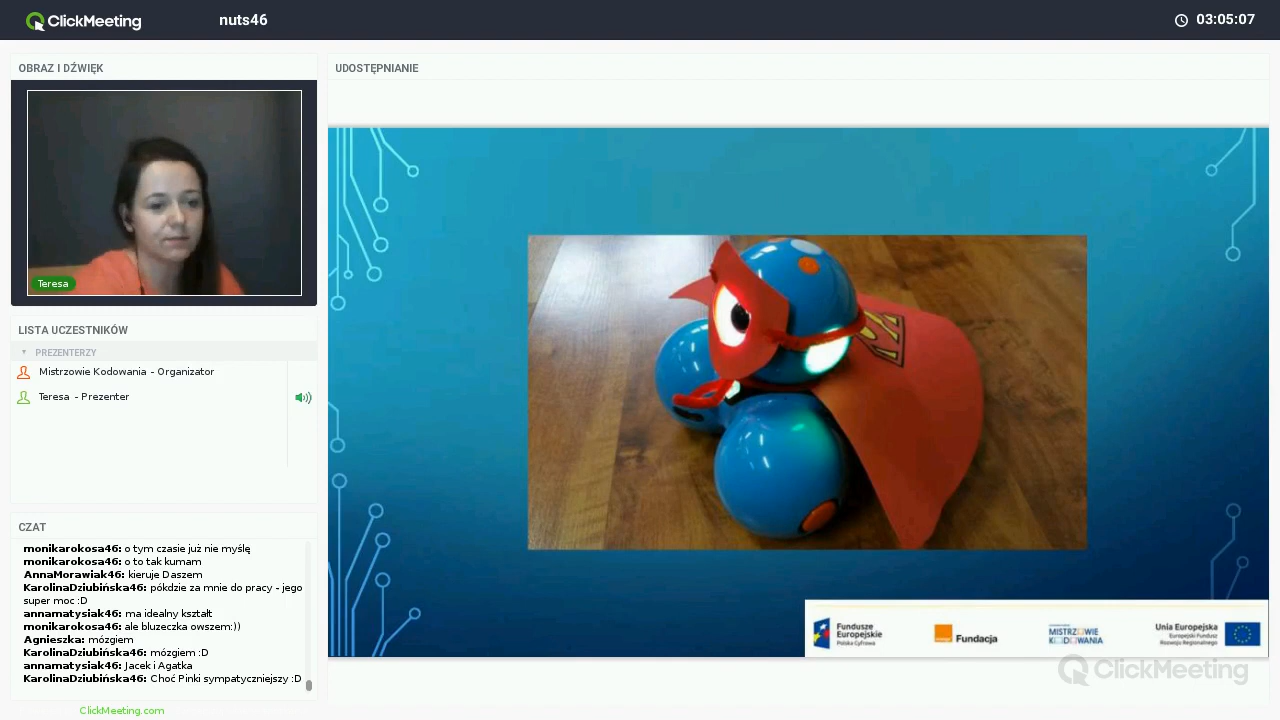 ClickMeeting
nuts46
03:05:07
OBRAZ I DŹWIĘK
Teresa
LISTA UCZESTNIKÓW
PREZENTERZY
Mistrzowie Kodowania - Organizator
Teresa - Prezenter
CZAT
monikarokosa46: o tym czasie już nie myślę
monikarokosa46: o to tak kumam
AnnaMorawiak46: kieruje Daszem
KarolinaDziubińska46: pókdzie za mnie do pracy - jego
super moc :D
annamatysiak46: ma idealny kształt
monikarokosa46: ale bluzeczka owszem:))
Agnieszka: mózgiem
KarolinaDziubińska46: mózgiem :D
annamatysiak46: Jacek i Agatka
KarolinaDziubińska46: Choć Pinki sympatyczniejszy :D
ClickMeeting.com
UDOSTĘPNIANIE
Fundusze
Europejskie
Polska Cyfrowa
Fundacja
MISTRZOWIE
KODOWANIA
Unia Europejska
Europejski Fundusz
Rozwoju Regionalnego
ClickMeeting